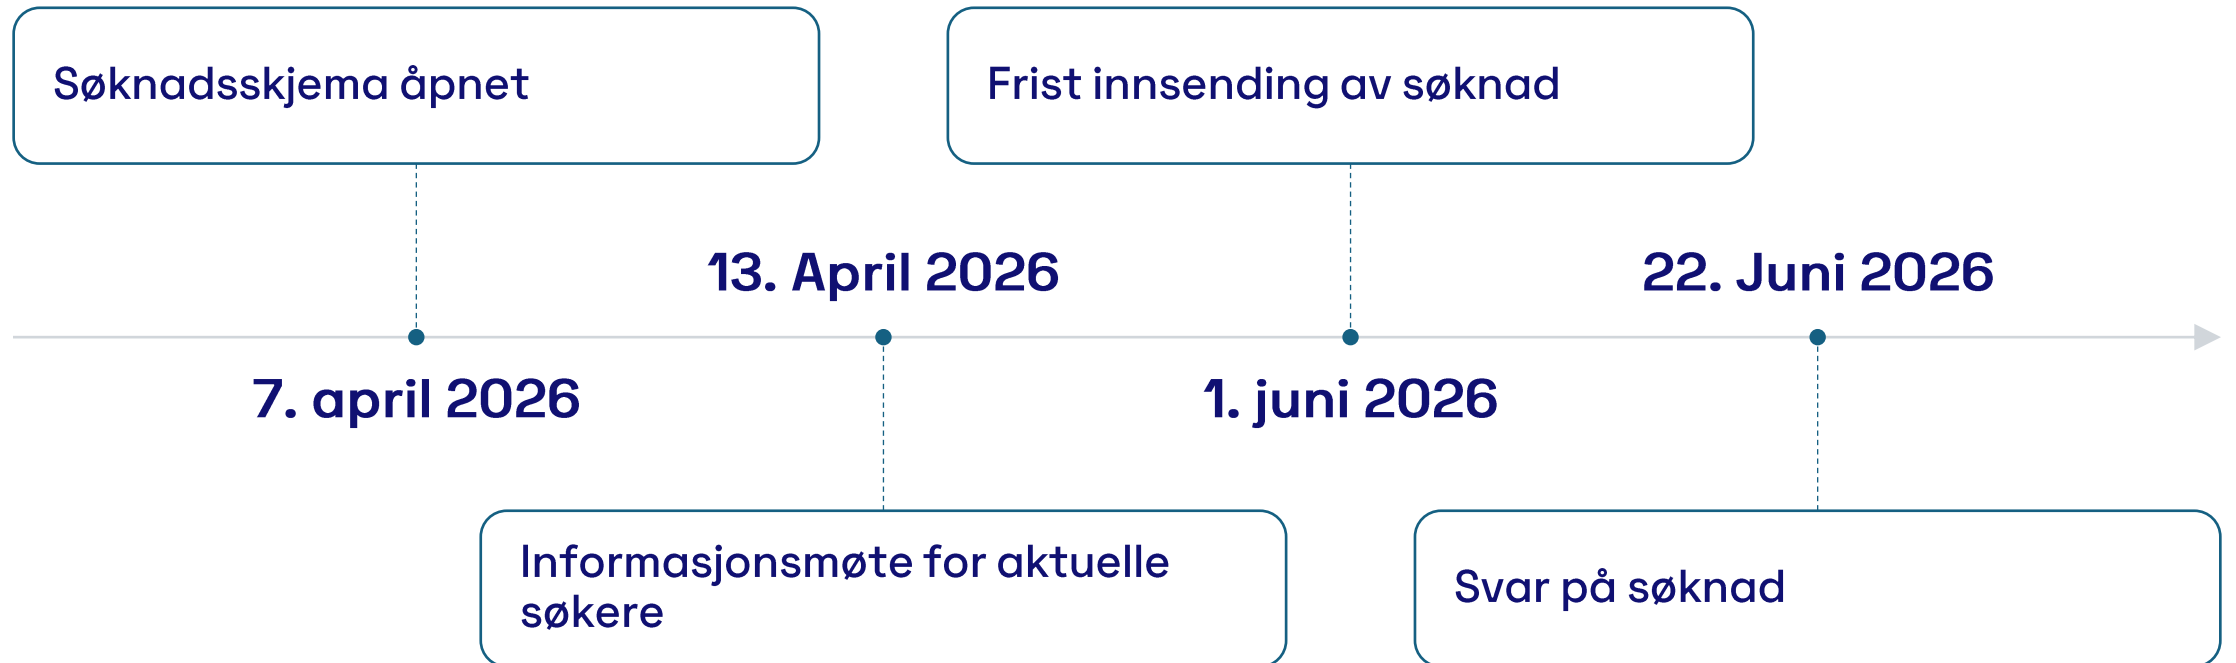 Søknadsskjema åpnet
Frist innsending av søknad
13. April 2026
22. Juni 2026
7. april 2026
1. juni 2026
Informasjonsmøte for aktuelle
søkere
Svar på søknad